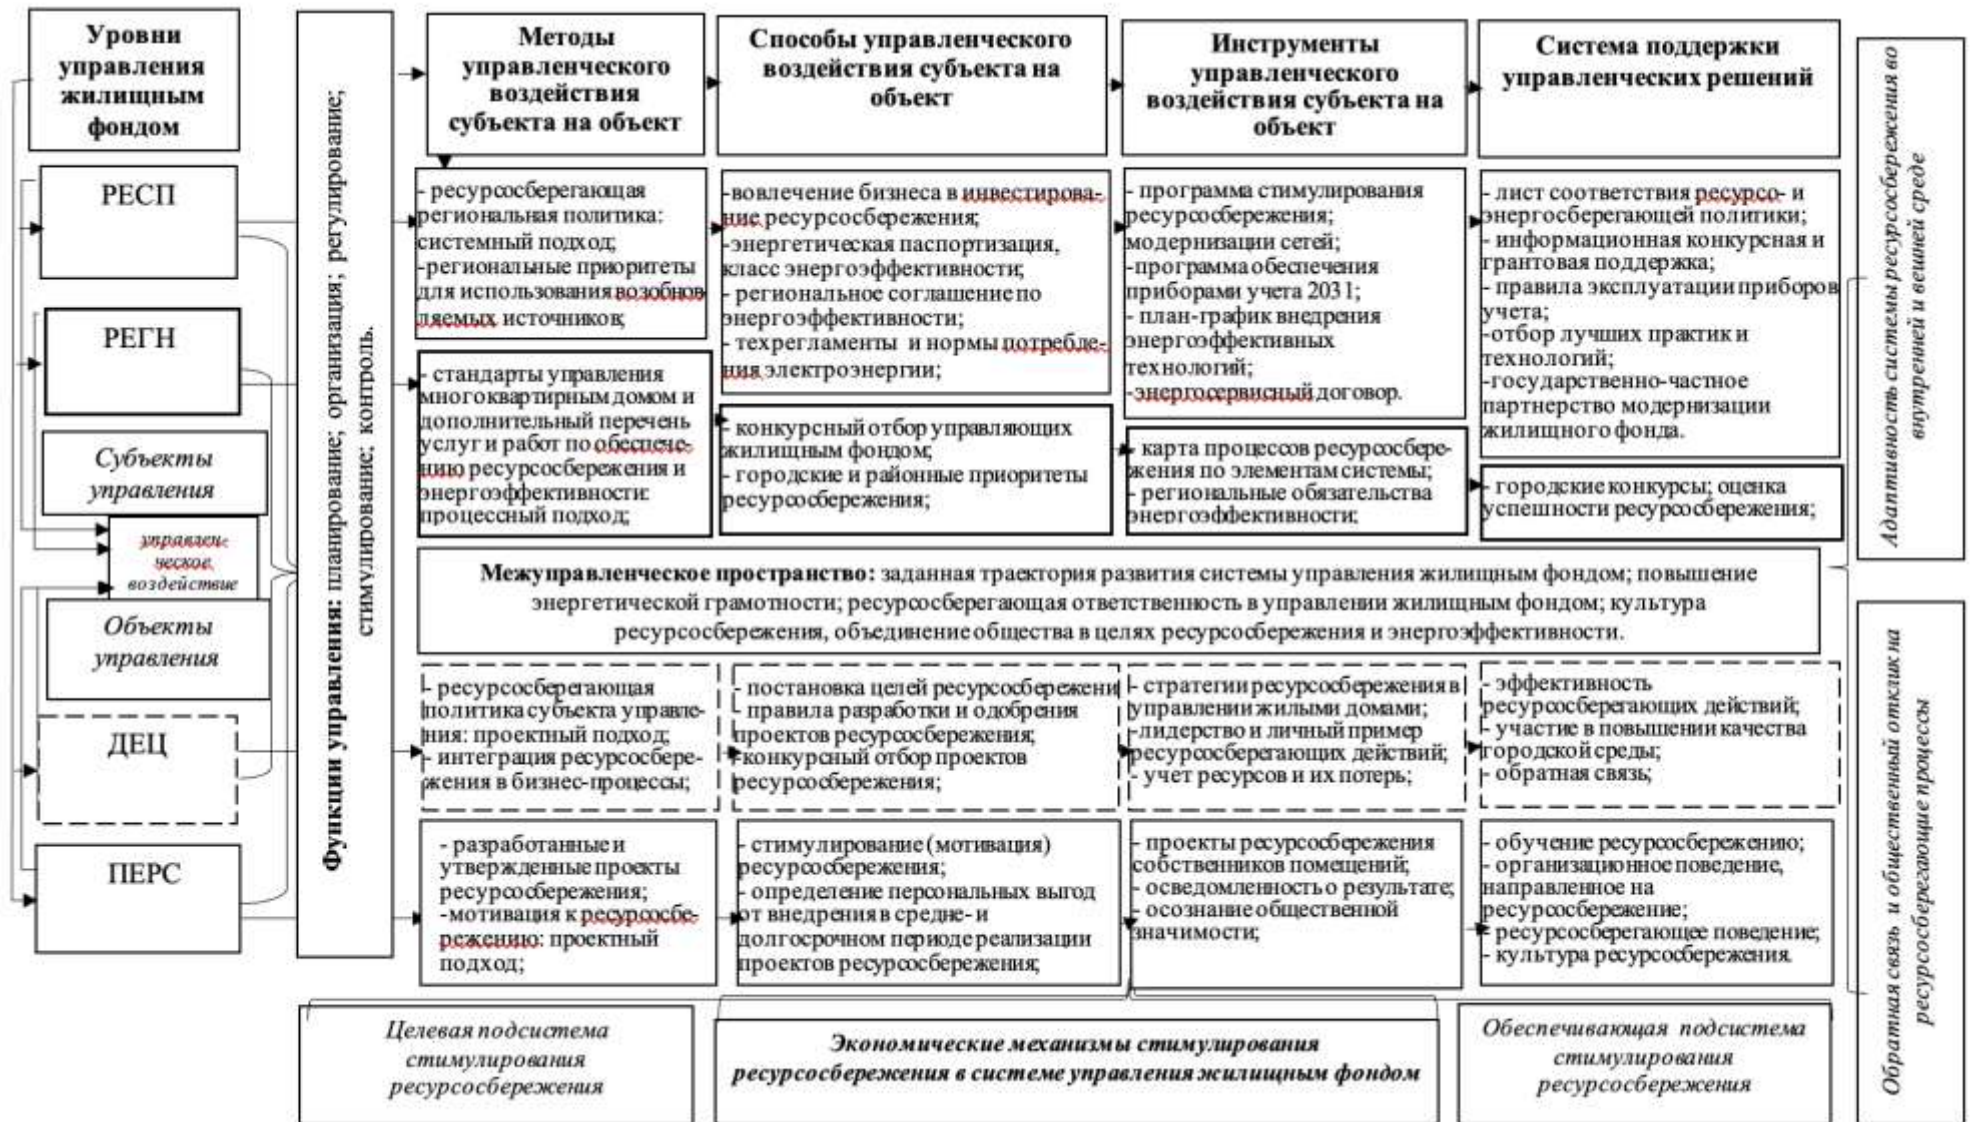 Уровни
управления
жилищным
фондом
РЕСП
РЕГН
Субъекты
управления
управлен-
ческое
воздействие
Объекты
управления
ДЕЦ
ПЕРС
Функции управления: планирование; организация; регулирование;
стимулирование; контроль.
Методы
управленческого
воздействия
субъекта на объект
Способы управленческого
воздействия субъекта на
объект
Инструменты
управленческого
воздействия субъекта на
объект
Система поддержки
управленческих решений
- ресурсосберегающая
региональная политика:
системный подход;
-региональные приоритеты
для использования возобнов
ляемых источников;
-вовлечение бизнеса в инвестирова-
ние ресурсосбережения;
-энергетическая паспортизация,
класс энергоэффективности;
- региональное соглашение по
энергоэффективности;
- техрегламенты и нормы потребле-
ния электроэнергии;
- программа стимулирования
ресурсосбережения;
модернизации сетей;
-программа обеспечения
приборами учета 2031;
- план-график внедрения
энергоэффективных
технологий;
-энергосервисный договор.
- лист соответствия ресурсо- и
энергосберегающей политики;
- информационная конкурсная и
грантовая поддержка;
- правила эксплуатации приборов
учета;
-отбор лучших практик и
технологий;
-государственно-частное
партнерство модернизации
жилищного фонда.
- стандарты управления
многоквартирным домом и
дополнительный перечень
услуг и работ по обеспече-
нию ресурсосбережения и
энергоэффективности:
процессный подход;
- конкурсный отбор управляющих
жилищным фондом;
- городские и районные приоритеты
ресурсосбережения;
- карта процессов ресурсосбере-
жения по элементам системы;
- региональные обязательства
энергоэффективности;
- городские конкурсы; оценка
успешности ресурсосбережения;
Межуправленческое пространство: заданная траектория развития системы управления жилищным фондом; повышение
энергетической грамотности; ресурсосберегающая ответственность в управлении жилищным фондом; культура
ресурсосбережения, объединение общества в целях ресурсосбережения и энергоэффективности.
- ресурсосберегающая
политика субъекта управле-
ния: проектный подход;
- интеграция ресурсосбере-
жения в бизнес-процессы;
- постановка целей ресурсосбережени
- правила разработки и одобрения
проектов ресурсосбережения;
-конкурсный отбор проектов
ресурсосбережения;
- стратегии ресурсосбережения в
управлении жилыми домами;
-лидерство и личный пример
ресурсосберегающих действий;
- учет ресурсов и их потерь;
- эффективность
ресурсосберегающих действий;
- участие в повышении качества
городской среды;
- обратная связь;
- разработанные и
утвержденные проекты
ресурсосбережения;
-мотивация к ресурсосбе-
режению: проектный
подход;
- стимулирование (мотивация)
ресурсосбережения;
- определение персональных выгод
от внедрения в средне- и
долгосрочном периоде реализации
проектов ресурсосбережения;
- проекты ресурсосбережения
собственников помещений;
- осведомленность о результате;
- осознание общественной
значимости;
- обучение ресурсосбережению;
- организационное поведение,
направленное на
ресурсосбережение;
- ресурсосберегающее поведение;
- культура ресурсосбережения.
Целевая подсистема
стимулирования
ресурсосбережения
Экономические механизмы стимулирования
ресурсосбережения в системе управления жилищным фондом
Обеспечивающая подсистема
стимулирования
ресурсосбережения
Адаптивность системы ресурсосбережения во
внутренней и внешней среде
Обратная связь и общественный отклик на
ресурсосберегающие процессы